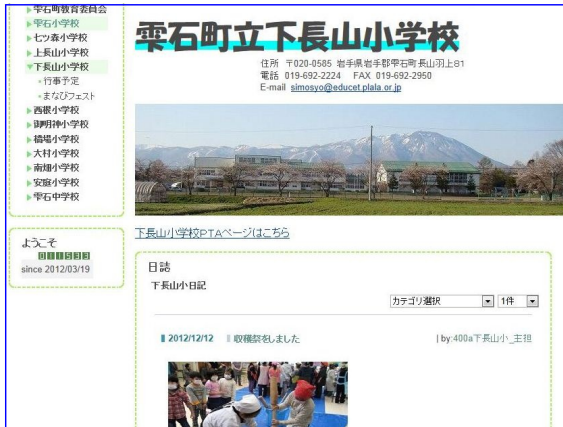 雫石町教育委員会
雫石小学校
七ツ森小学校
上長山小学校
下長山小学校
行事予定
まなびフェスト
西根小学校
御明神小学校
橋場小学校
大村小学校
南畑小学校
安庭小学校
雫石中学校
ようこそ
011533
since 2012/03/19
雫石町立下長山小学校
住所 〒020-0585 岩手県岩手郡雫石町長山羽上81
電話 019-692-2224 FAX 019-692-2950
E-mail simosyo@educet.plala.or.jp
下長山小学校PTAページはこちら
日誌
下長山小日記
カテゴリ選択 1件
2012/12/12 収穫祭をしました | by:400a下長山小_主担